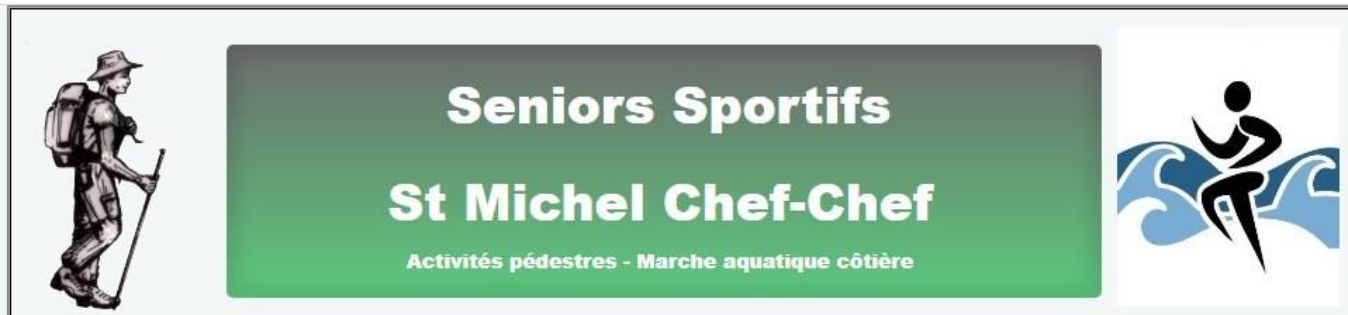 Seniors Sportifs
St Michel Chef-Chef
Activités pédestres - Marche aquatique côtière